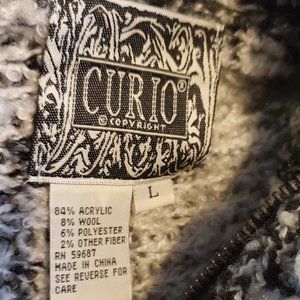 CURIO®
©COPYRIGHT
L
84% ACRYLIC
8% WOOL
6% POLYESTER
2% OTHER FIBER
RN 59687
MADE IN CHINA
SEE REVERSE FOR
CARE